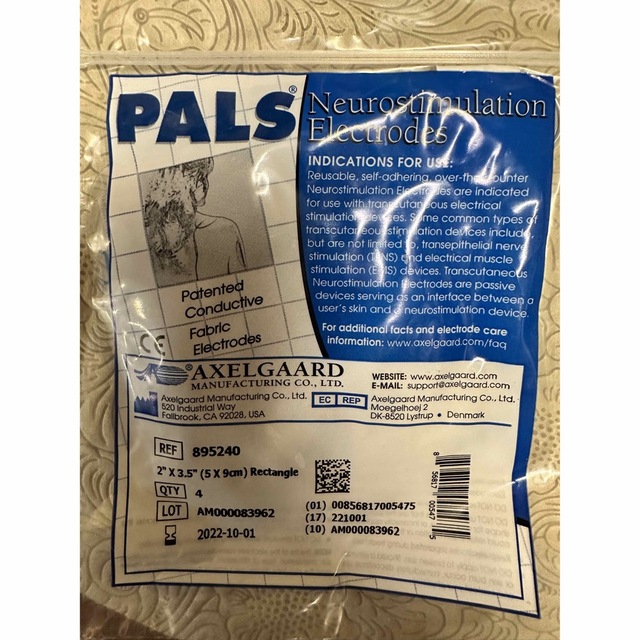 PALS®
Neurostimulation
Electrodes
INDICATIONS FOR USE:
Reusable, self-adhering, over-the-counter
Neurostimulation Electrodes are indicated
for use with transcutaneous electrical
stimulation devices. Some common types of
transcutaneous stimulation devices include,
but are not limited to, transepithelial nerve
stimulation (TENS) and electrical muscle
stimulation (EMS) devices. Transcutaneous
Neurostimulation Electrodes are passive
devices serving as an interface between a
user's skin and a neurostimulation device.
For additional facts and electrode care
information: www.axelgaard.com/faq
Patented
Conductive
Fabric
Electrodes
CE
AXELGAARD
MANUFACTURING CO., LTD.
WEBSITE: www.axelgaard.com
E-MAIL: support@axelgaard.com
Axelgaard Manufacturing Co., Ltd.
520 Industrial Way
Fallbrook, CA 92028, USA
EC REP
Axelgaard Manufacturing Co., Ltd.
Moegelhoej 2
DK-8520 Lystrup • Denmark
REF 895240
2" X 3.5" (5 X 9cm) Rectangle
QTY 4
LOT AM000083962
2022-10-01
(01) 00856817005475
(17) 221001
(10) AM000083962
8 56817 00547 5